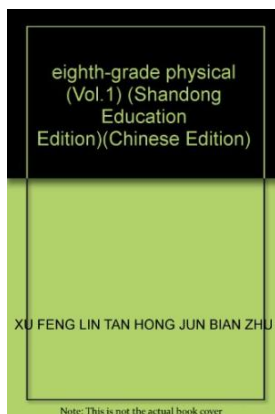 eighth-grade physical
(Vol.1) (Shandong
Education
Edition)(Chinese Edition)
XU FENG LIN TAN HONG JUN BIAN ZHU
Note: This is not the actual book cover